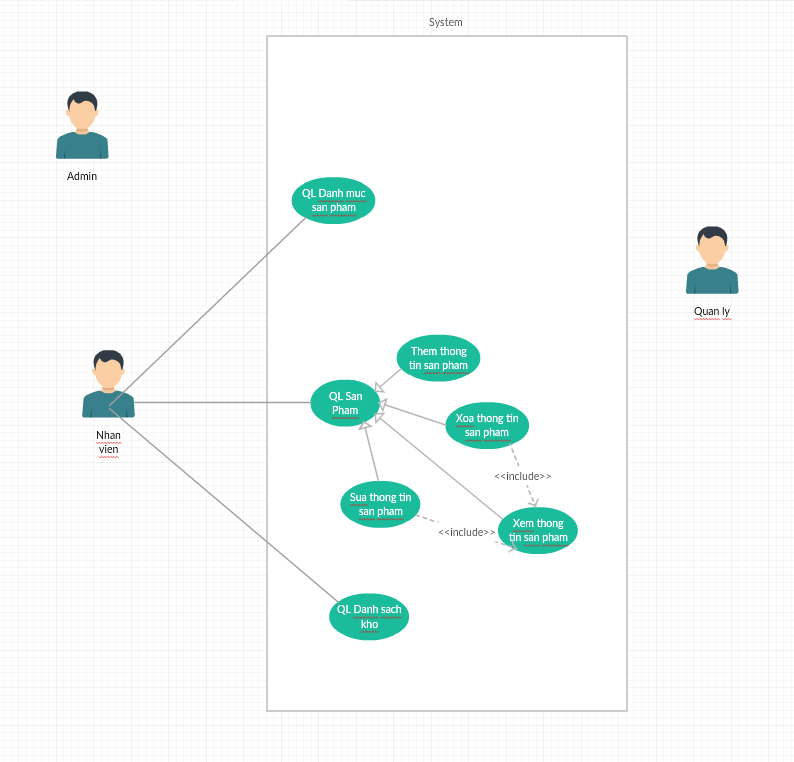 System
Admin
QL Danh muc
san pham
Quan ly
Them thong
tin san pham
QL San
Pham
Xoa thong tin
san pham
Nhan
vien
<<include>>
Sua thong tin
san pham
Xem thong
tin san pham
<<include>>
QL Danh sach
kho